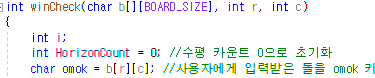 int winCheck(char b[][BOARD_SIZE], int r, int c)
{
int i;
int HorizonCount = 0; //수평 카운트 0으로 초기화
char omok = b[r][c]; //사용자에게 입력받은 돌을 omok 키